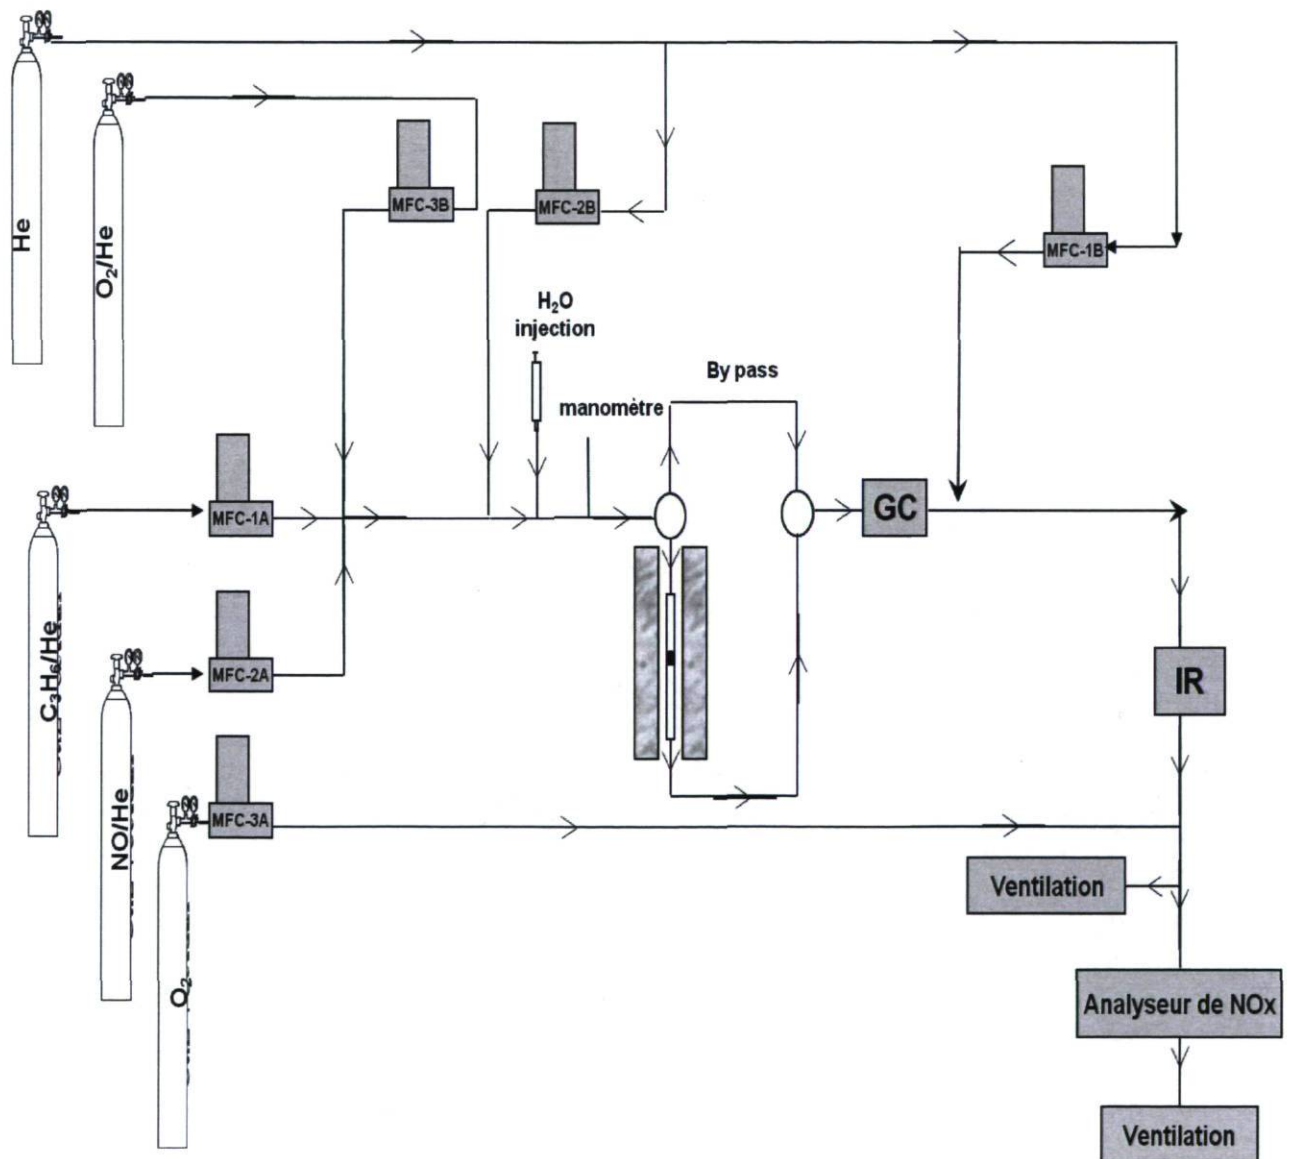 He
O₂/He
MFC-3B
MFC-2B
MFC-1B
H₂O
injection
By pass
manomètre
MFC-1A
GC
C₃H₆/He
MFC-2A
IR
NO/He
MFC-3A
O₂
Ventilation
Analyseur de NOx
Ventilation